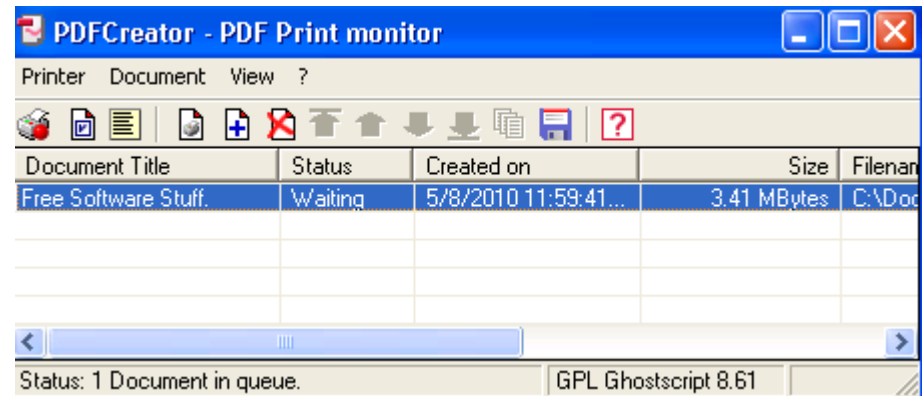 PDFCreator - PDF Print monitor
Printer Document View ?
Document Title Status Created on Size Filenam
Free Software Stuff. Waiting 5/8/2010 11:59:41... 3.41 MBytes C:\Doc
Status: 1 Document in queue. GPL Ghostscript 8.61